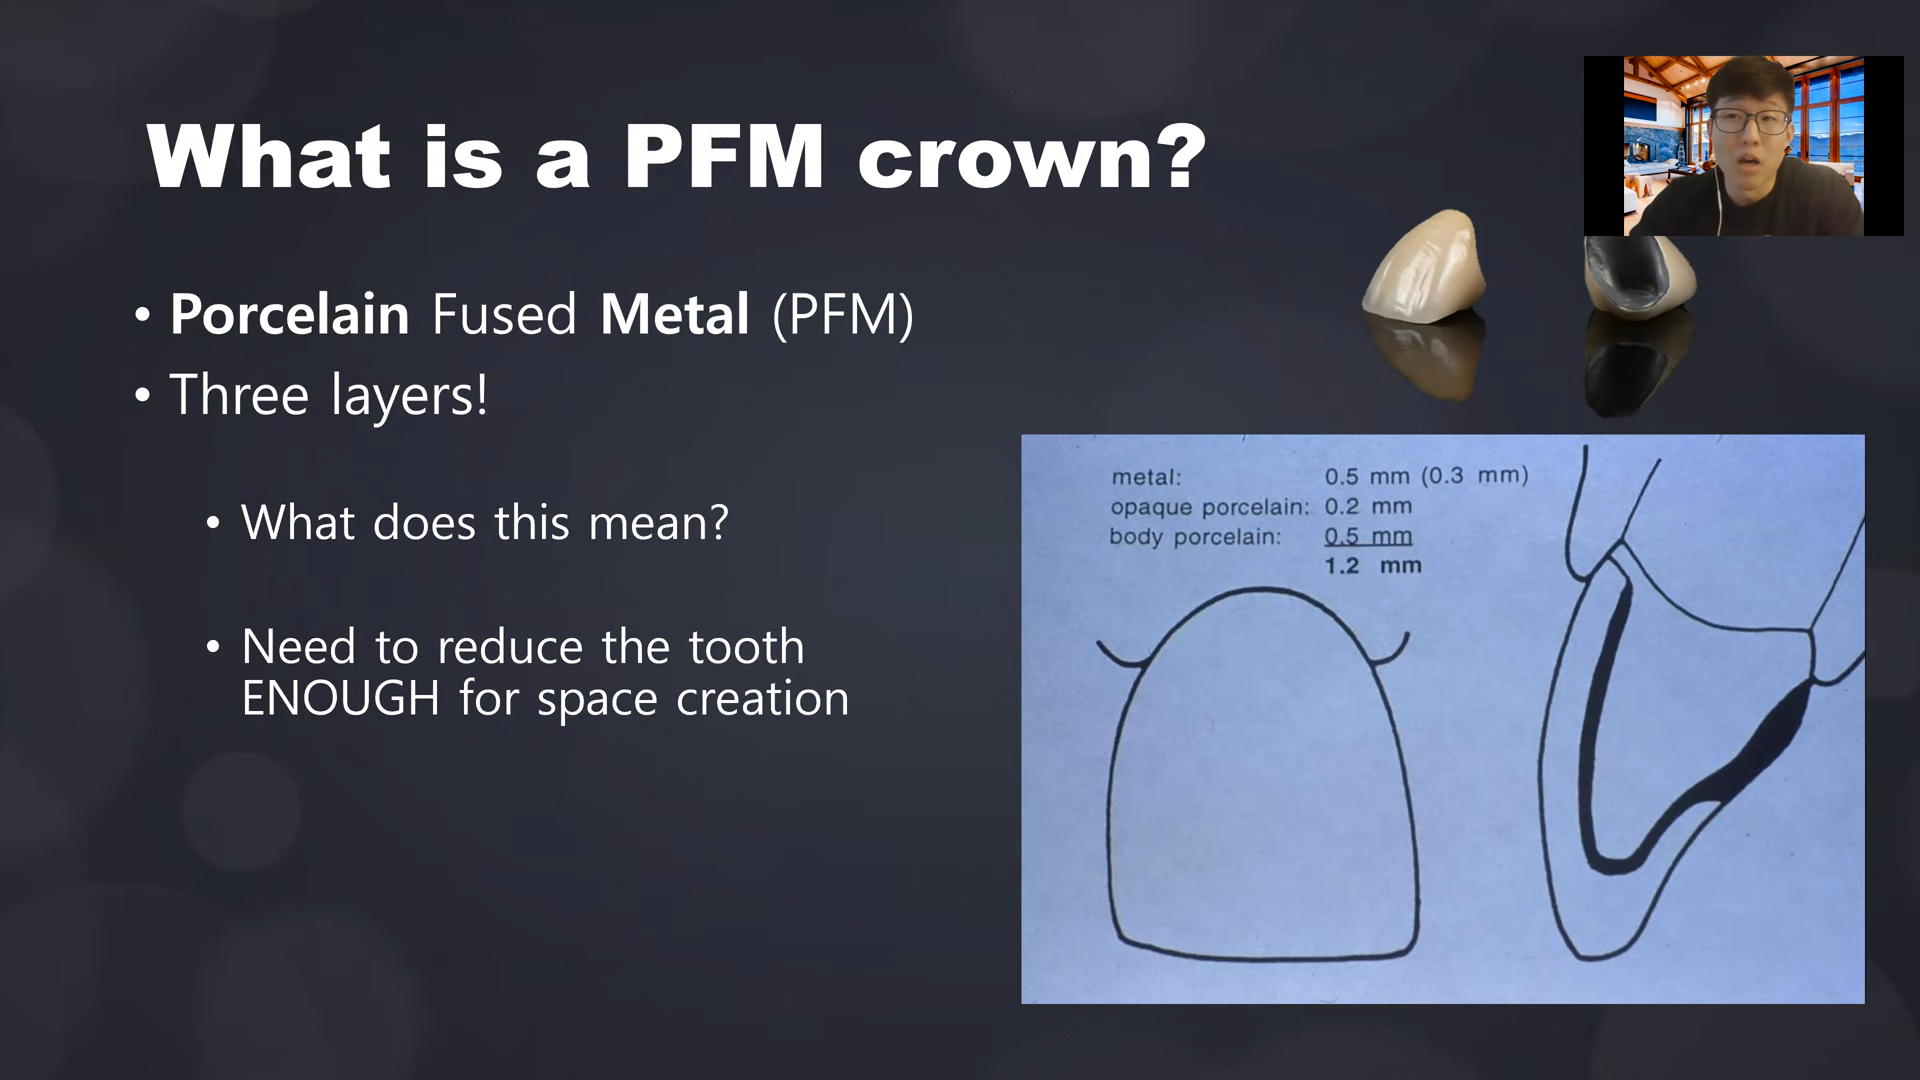 What is a PFM crown?
• Porcelain Fused Metal (PFM)
• Three layers!
• What does this mean?
• Need to reduce the tooth
ENOUGH for space creation
metal: 0.5 mm (0.3 mm)
opaque porcelain: 0.2 mm
body porcelain: 0.5 mm
1.2 mm